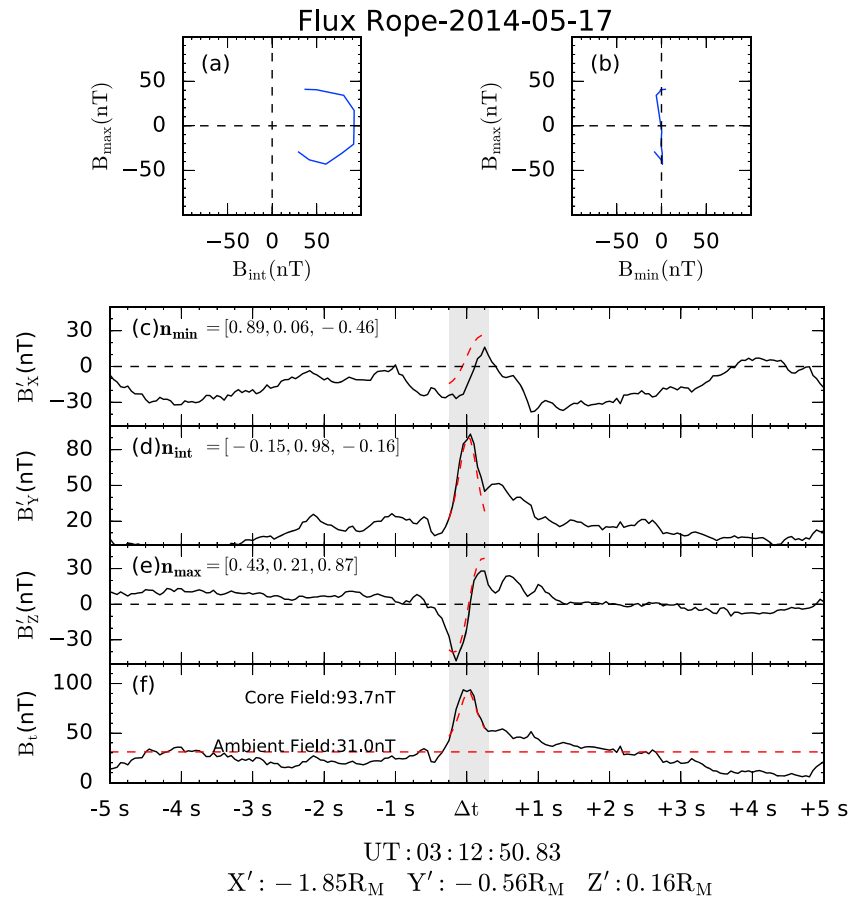 Flux Rope-2014-05-17
(a)
50
0
−50
B_max(nT)
−50 0 50
B_int(nT)
(b)
50
0
−50
B_max(nT)
−50 0 50
B_min(nT)
(c)n_min = [0.89, 0.06, −0.46]
30
0
−30
B′_X(nT)
(d)n_int = [−0.15, 0.98, −0.16]
80
50
20
B′_Y(nT)
(e)n_max = [0.43, 0.21, 0.87]
30
0
−30
B′_Z(nT)
(f)
Core Field:93.7nT
Ambient Field:31.0nT
100
50
0
B_t(nT)
-5 s -4 s -3 s -2 s -1 s Δt +1 s +2 s +3 s +4 s +5 s
UT : 03 : 12 : 50.83
X′ : −1.85R_M Y′ : −0.56R_M Z′ : 0.16R_M